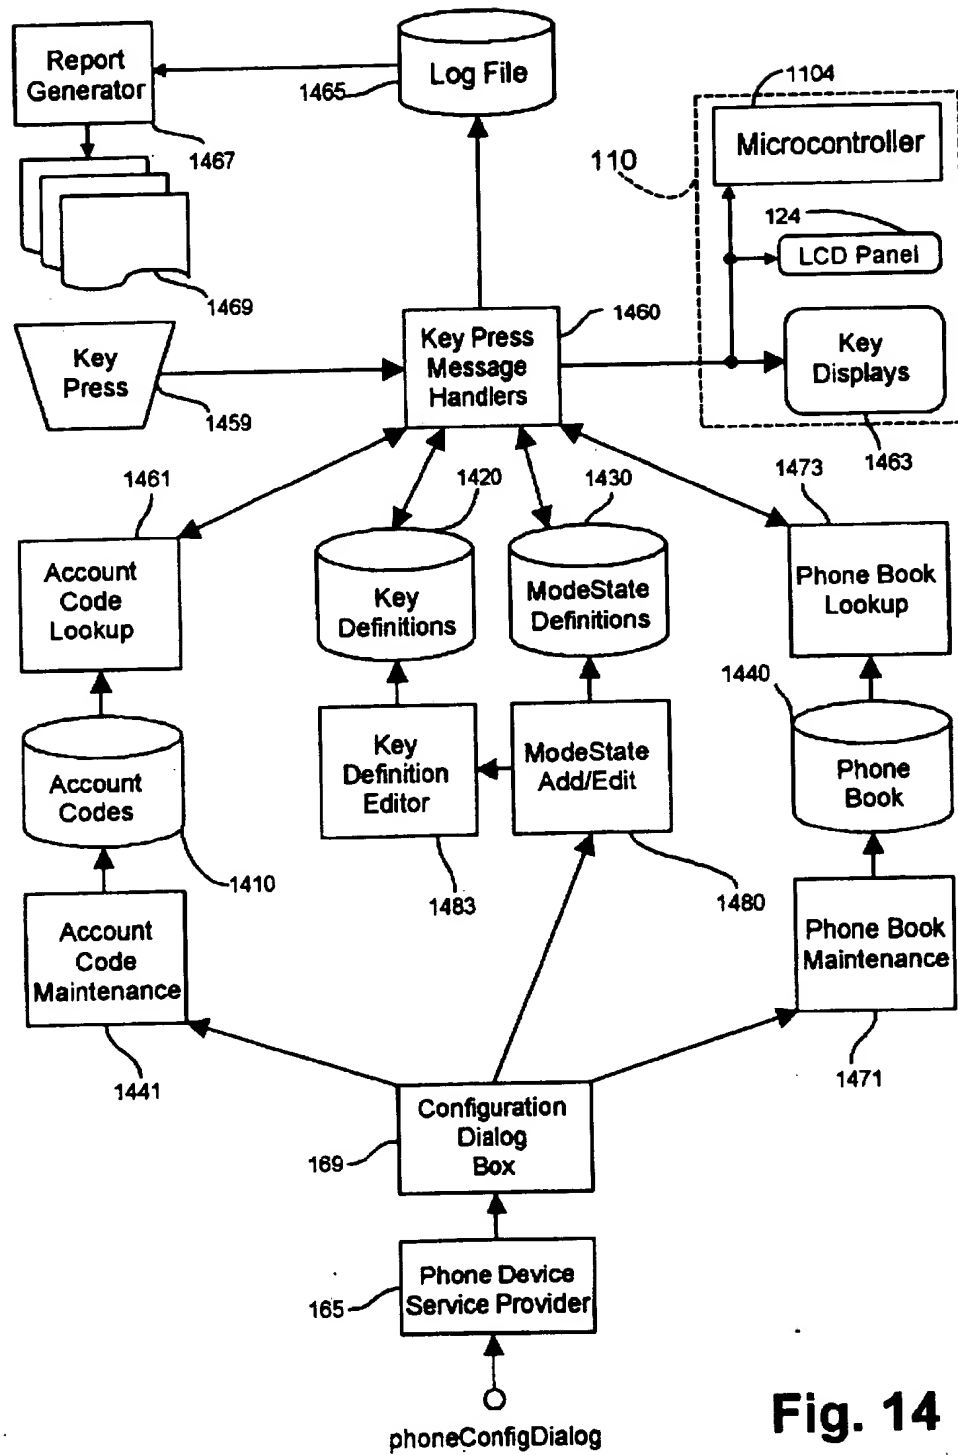 Report
Generator
1467
1465
Log File
1104
Microcontroller
110
124
LCD Panel
Key
Displays
1463
1469
Key
Press
1459
1460
Key Press
Message
Handlers
1461
Account
Code
Lookup
1420
Key
Definitions
1430
ModeState
Definitions
1473
Phone Book
Lookup
Account
Codes
1410
Key
Definition
Editor
1483
ModeState
Add/Edit
1480
1440
Phone
Book
Account
Code
Maintenance
1441
Phone Book
Maintenance
1471
Configuration
Dialog
Box
169
Phone Device
Service Provider
165
phoneConfigDialog
Fig. 14